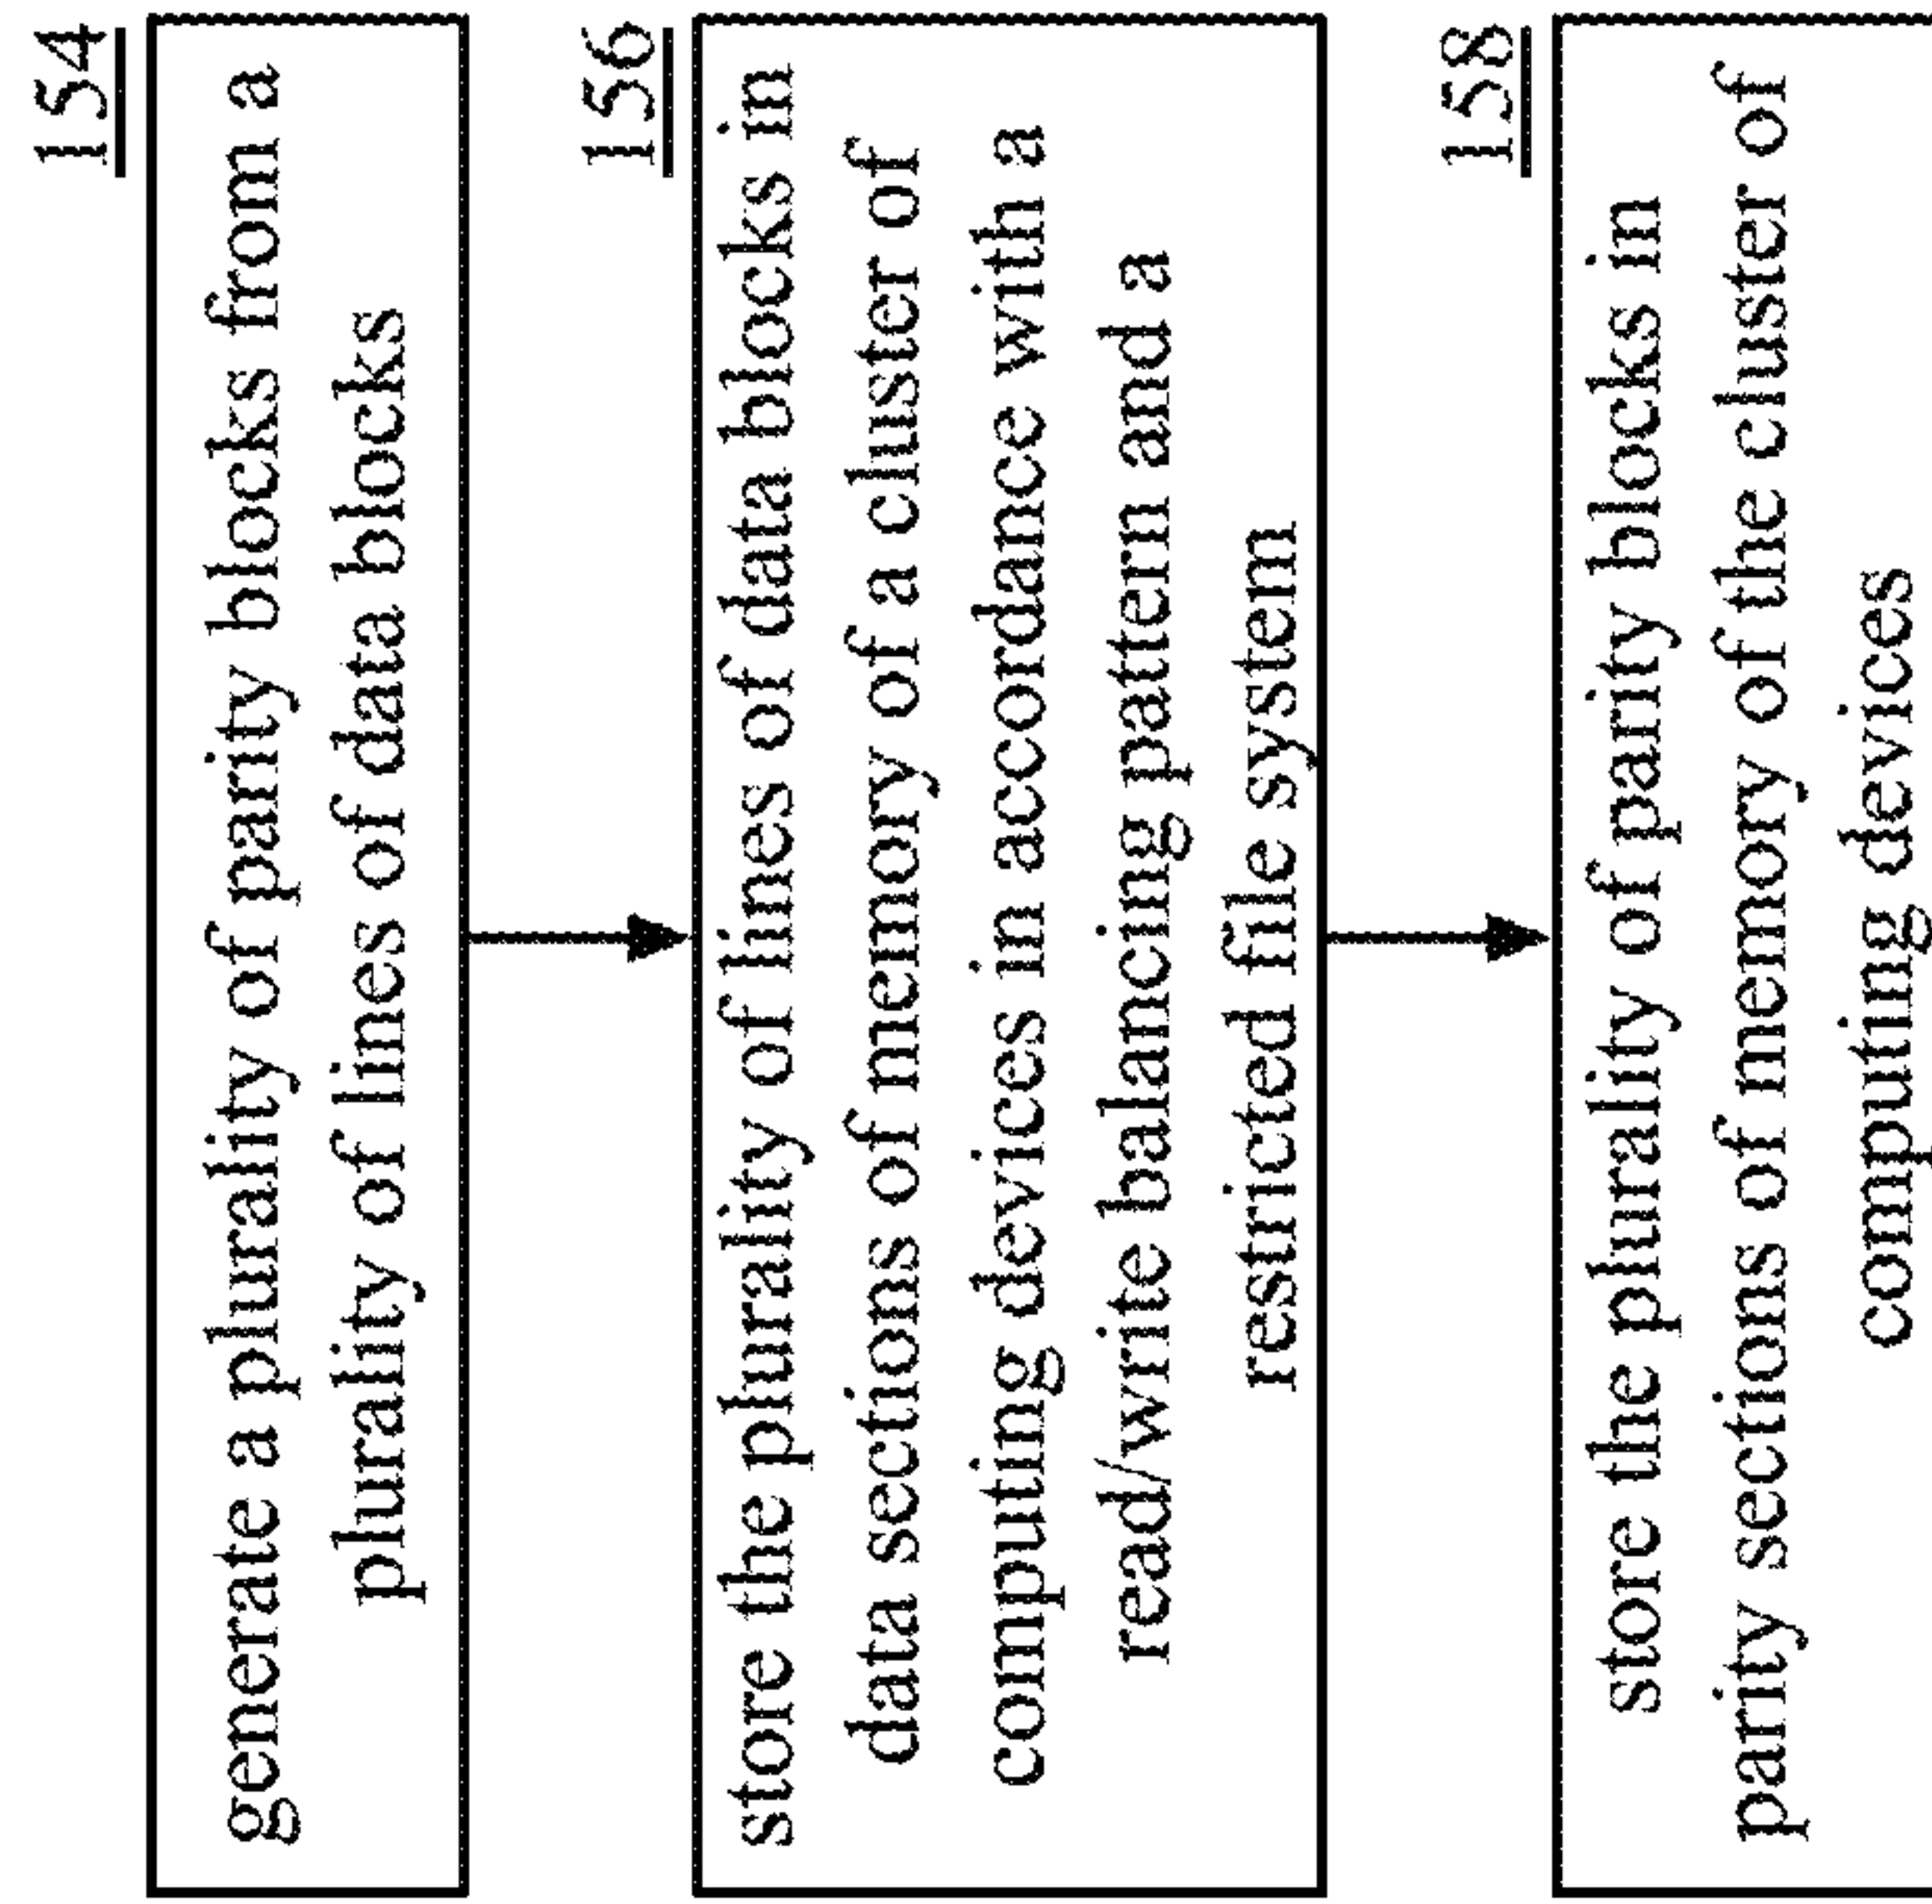 154
generate a plurality of parity blocks from a
plurality of lines of data blocks
156
store the plurality of lines of data blocks in
data sections of memory of a cluster of
computing devices in accordance with a
read/write balancing pattern and a
restricted file system
158
store the plurality of parity blocks in
parity sections of memory of the cluster of
computing devices